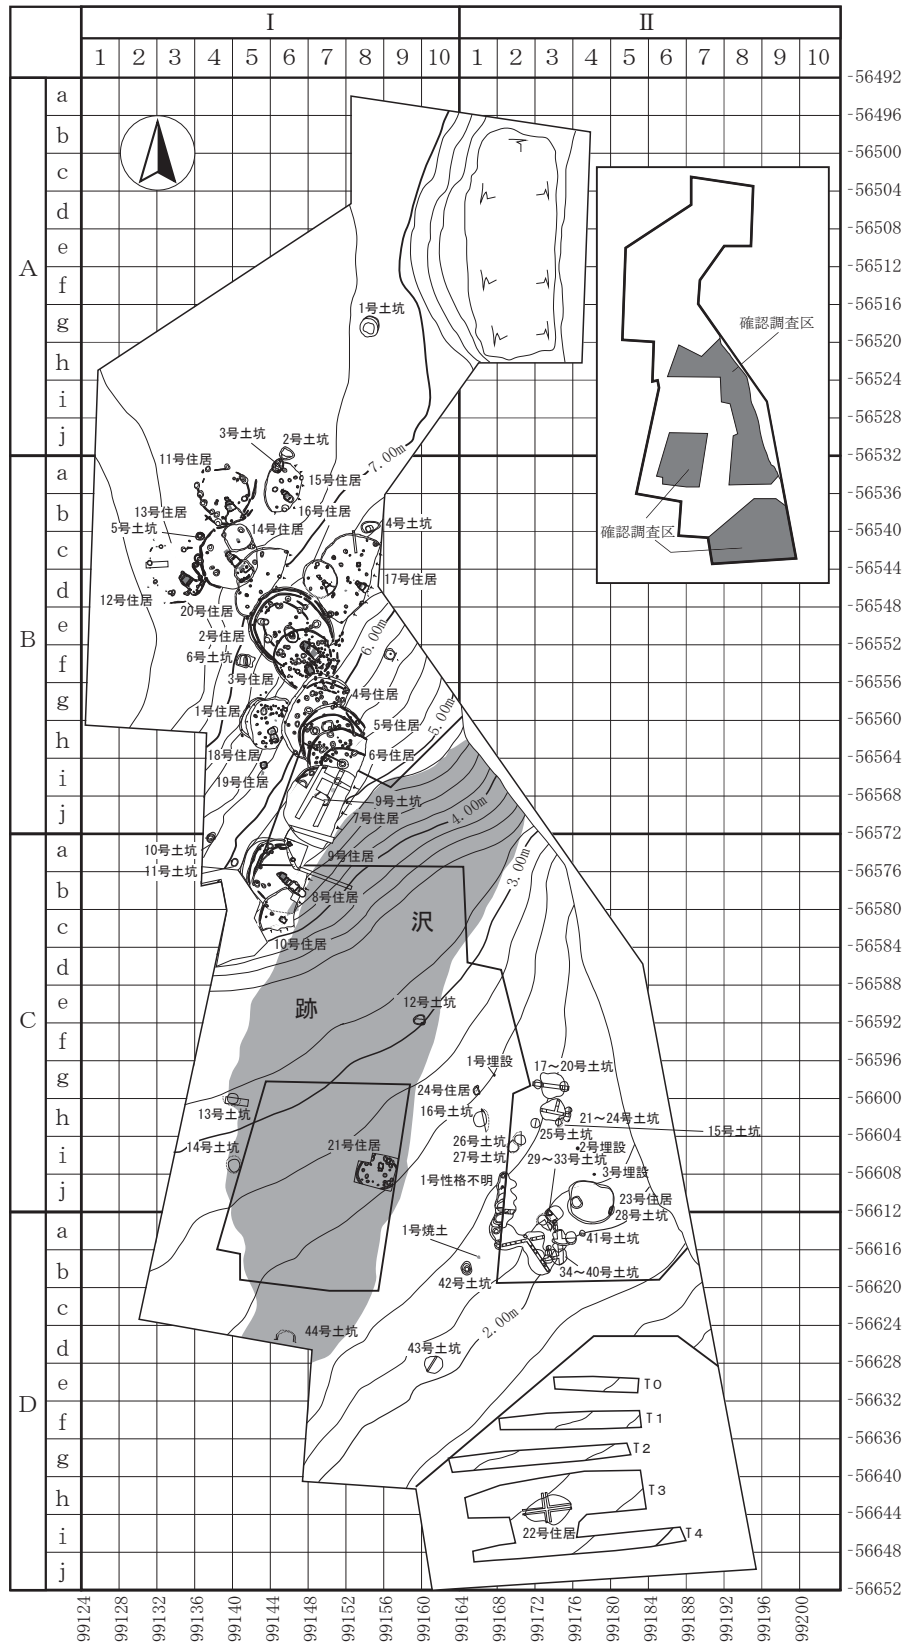 I II
1 2 3 4 5 6 7 8 9 10 1 2 3 4 5 6 7 8 9 10
A
a
b
c
d
e
f
g
h
i
j
B
a
b
c
d
e
f
g
h
i
j
C
a
b
c
d
e
f
g
h
i
j
D
a
b
c
d
e
f
g
h
i
j
-56492
-56496
-56500
-56504
-56508
-56512
-56516
-56520
-56524
-56528
-56532
-56536
-56540
-56544
-56548
-56552
-56556
-56560
-56564
-56568
-56572
-56576
-56580
-56584
-56588
-56592
-56596
-56600
-56604
-56608
-56612
-56616
-56620
-56624
-56628
-56632
-56636
-56640
-56644
-56648
-56652
確認調査区
確認調査区
1号土坑
3号土坑
2号土坑
7.00m
11号住居
15号住居
13号住居
16号住居
5号土坑
14号住居
4号土坑
17号住居
12号住居
20号住居
2号住居
6.00m
6号土坑
3号住居
4号住居
1号住居
5.00m
5号住居
18号住居
6号住居
19号住居
9号土坑
4.00m
7号住居
10号土坑
9号住居
11号土坑
3.00m
8号住居
沢
10号住居
12号土坑
跡
1号埋設
17～20号土坑
24号住居
13号土坑
16号土坑
21～24号土坑
15号土坑
25号土坑
26号土坑
14号土坑
21号住居
2号埋設
27号土坑
29～33号土坑
1号性格不明
3号埋設
23号住居
28号土坑
1号焼土
41号土坑
42号土坑
34～40号土坑
2.00m
44号土坑
43号土坑
T0
T1
T2
T3
22号住居
T4
99124 99128 99132 99136 99140 99144 99148 99152 99156 99160 99164 99168 99172 99176 99180 99184 99188 99192 99196 99200